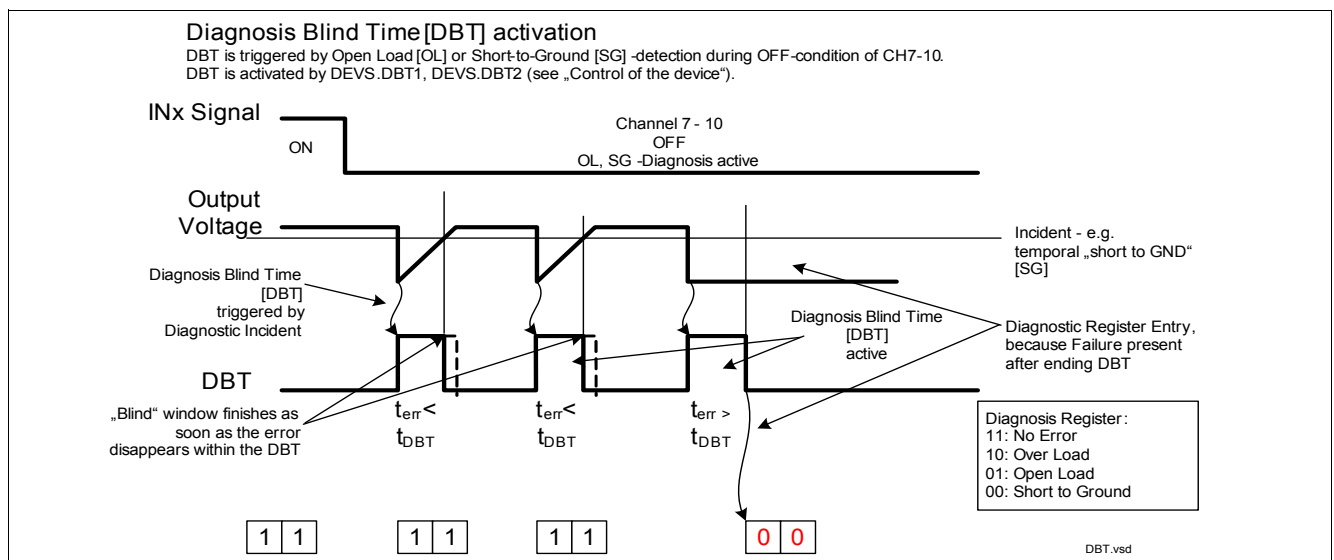 Diagnosis Blind Time [DBT] activation
DBT is triggered by Open Load [OL] or Short-to-Ground [SG] -detection during OFF-condition of CH7-10.
DBT is activated by DEVS.DBT1, DEVS.DBT2 (see „Control of the device“).
INx Signal
ON
Channel 7 - 10
OFF
OL, SG -Diagnosis active
Output
Voltage
Incident - e.g.
temporal „short to GND“
[SG]
Diagnosis Blind Time
[DBT]
triggered by
Diagnostic Incident
Diagnosis Blind Time
[DBT]
active
Diagnostic Register Entry,
because Failure present
after ending DBT
DBT
„Blind“ window finishes as
soon as the error
disappears within the DBT
terr<
tDBT
terr<
tDBT
terr >
tDBT
Diagnosis Register:
11: No Error
10: Over Load
01: Open Load
00: Short to Ground
1 1
1 1
1 1
0 0
DBT.vsd